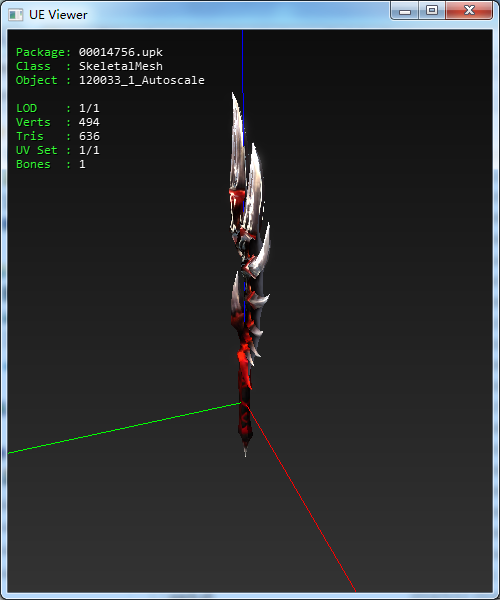 UE Viewer
Package: 00014756.upk
Class : SkeletalMesh
Object : 120033_1_Autoscale
LOD : 1/1
Verts : 494
Tris : 636
UV Set : 1/1
Bones : 1